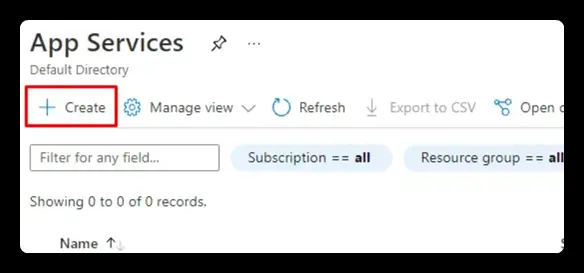 App Services
Default Directory
Create Manage view Refresh Export to CSV Open
Filter for any field... Subscription == all Resource group == all
Showing 0 to 0 of 0 records.
Name